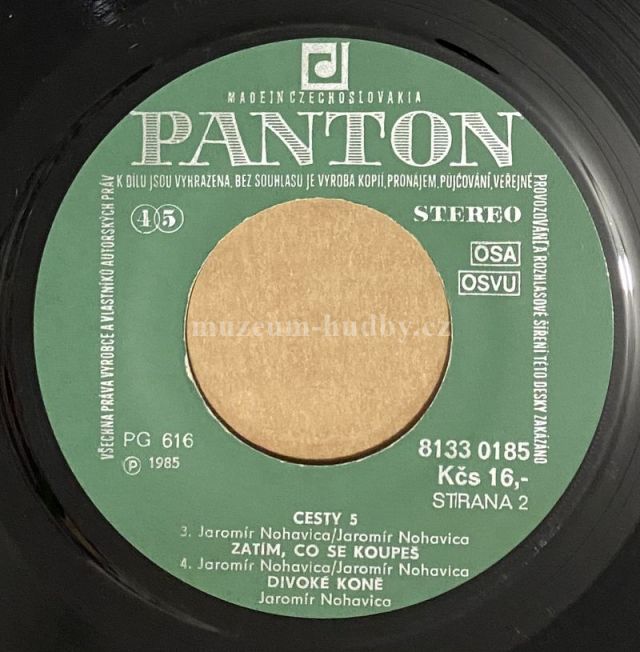 MADE IN CZECHOSLOVAKIA
PANTON
VŠECHNA PRÁVA VÝROBCE A VLASTNÍKŮ AUTORSKÝCH PRÁV
K DÍLU JSOU VYHRAŽENA. BEZ SOUHLASU JE VÝROBA KOPIÍ, PRONÁJEM, PŮJČOVÁNÍ, VEŘEJNÉ
PROVOZOVÁNÍ A ROZHLASOVÉ ŠÍŘENÍ TÉTO DESKY ZAKÁZÁNO
45
STEREO
OSA
OSVU
muzeum-hudby.cz
PG 616
Ⓟ 1985
8133 0185
Kčs 16,-
STRANA 2
CESTY 5
3. Jaromír Nohavica/Jaromír Nohavica
ZATÍM, CO SE KOUPEŠ
4. Jaromír Nohavica/Jaromír Nohavica
DIVOKÉ KONĚ
Jaromír Nohavica